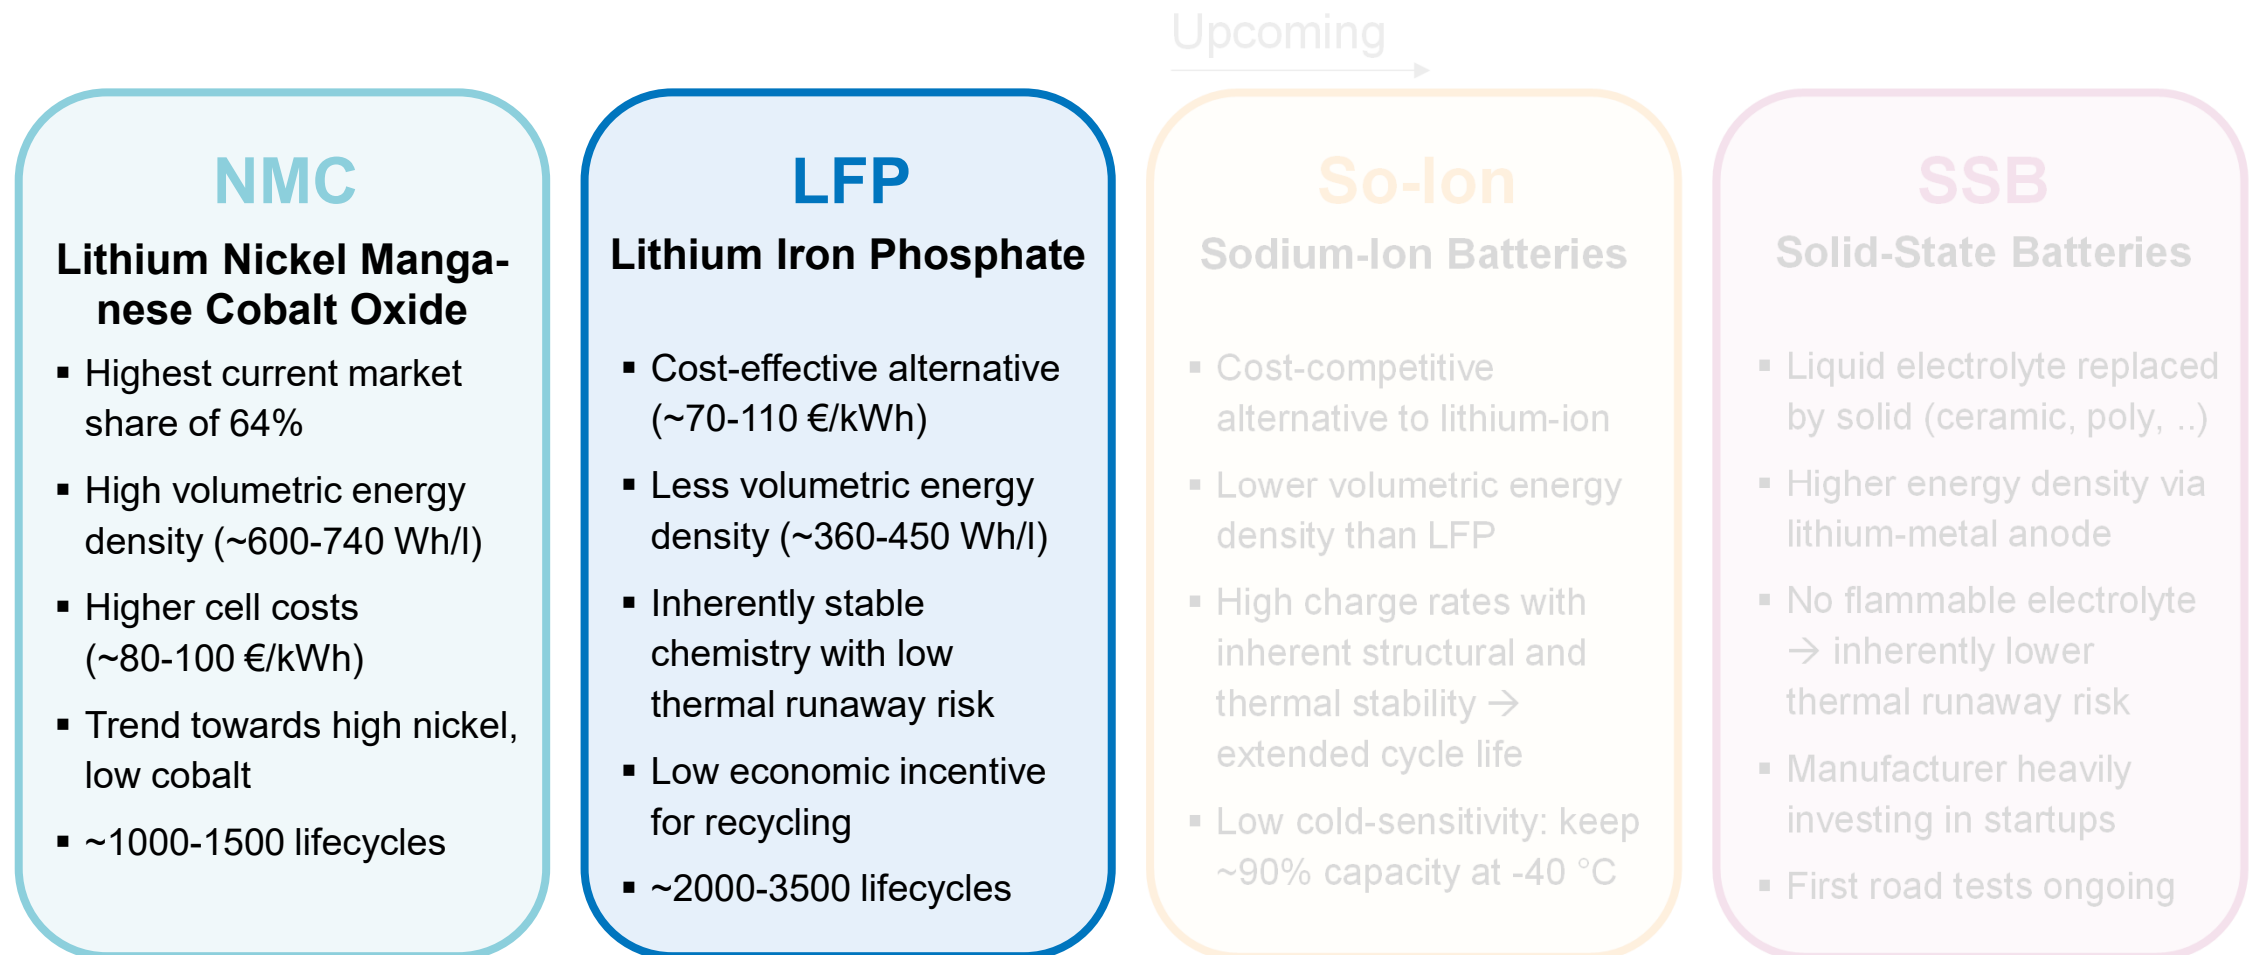 Upcoming
NMC
Lithium Nickel Manga-
nese Cobalt Oxide
▪ Highest current market
share of 64%
▪ High volumetric energy
density (~600-740 Wh/l)
▪ Higher cell costs
(~80-100 €/kWh)
▪ Trend towards high nickel,
low cobalt
▪ ~1000-1500 lifecycles
LFP
Lithium Iron Phosphate
▪ Cost-effective alternative
(~70-110 €/kWh)
▪ Less volumetric energy
density (~360-450 Wh/l)
▪ Inherently stable
chemistry with low
thermal runaway risk
▪ Low economic incentive
for recycling
▪ ~2000-3500 lifecycles
So-Ion
Sodium-Ion Batteries
▪ Cost-competitive
alternative to lithium-ion
▪ Lower volumetric energy
density than LFP
▪ High charge rates with
inherent structural and
thermal stability →
extended cycle life
▪ Low cold-sensitivity: keep
~90% capacity at -40 °C
SSB
Solid-State Batteries
▪ Liquid electrolyte replaced
by solid (ceramic, poly, ..)
▪ Higher energy density via
lithium-metal anode
▪ No flammable electrolyte
→ inherently lower
thermal runaway risk
▪ Manufacturer heavily
investing in startups
▪ First road tests ongoing